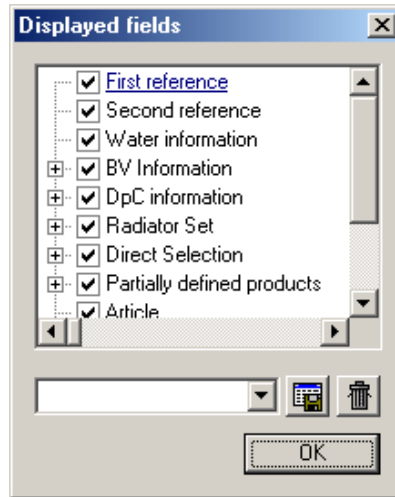 Displayed fields
First reference
Second reference
Water information
BV Information
DpC information
Radiator Set
Direct Selection
Partially defined products
Article
OK